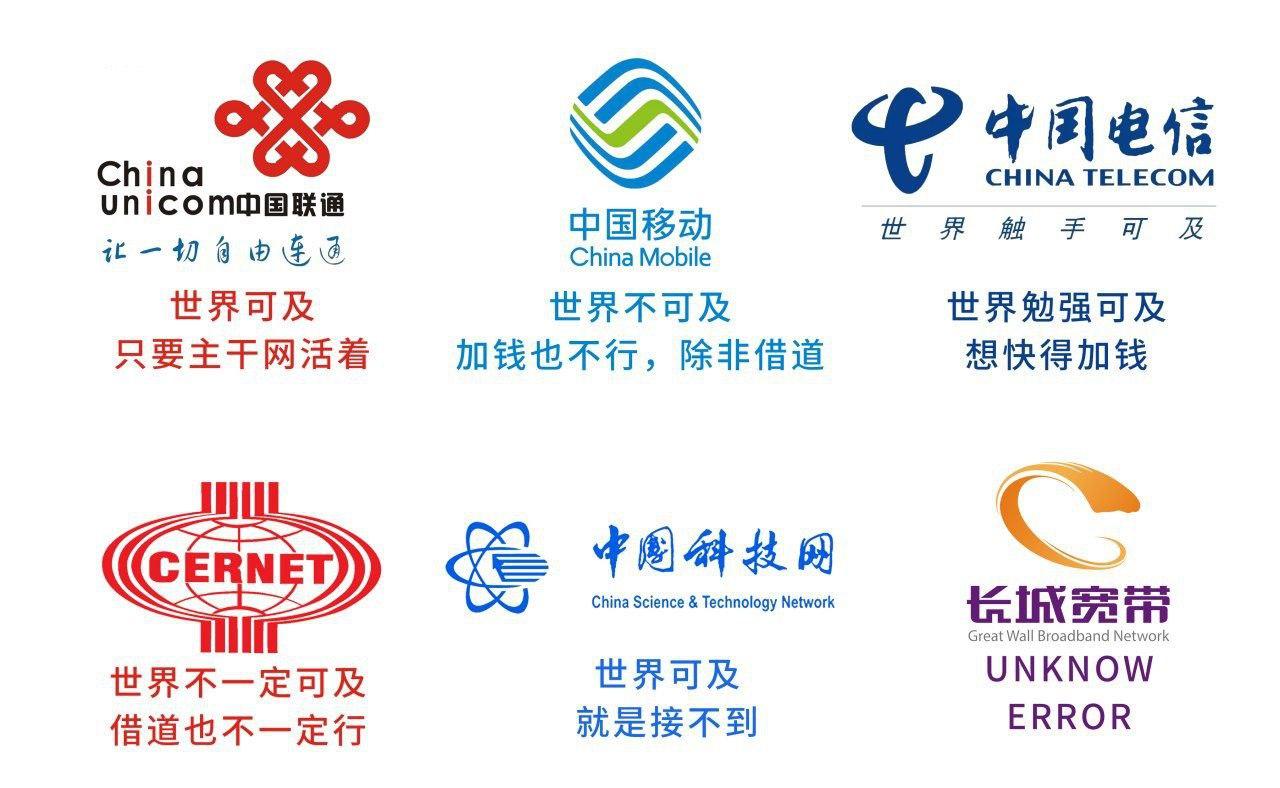 China
unicom中国联通
让一切自由连通
世界可及
只要主干网活着
中国移动
China Mobile
世界不可及
加钱也不行，除非借道
中国电信
CHINA TELECOM
世界触手可及
世界勉强可及
想快得加钱
CERNET
世界不一定可及
借道也不一定行
中国科技网
China Science & Technology Network
世界可及
就是接不到
长城宽带
Great Wall Broadband Network
UNKNOW
ERROR